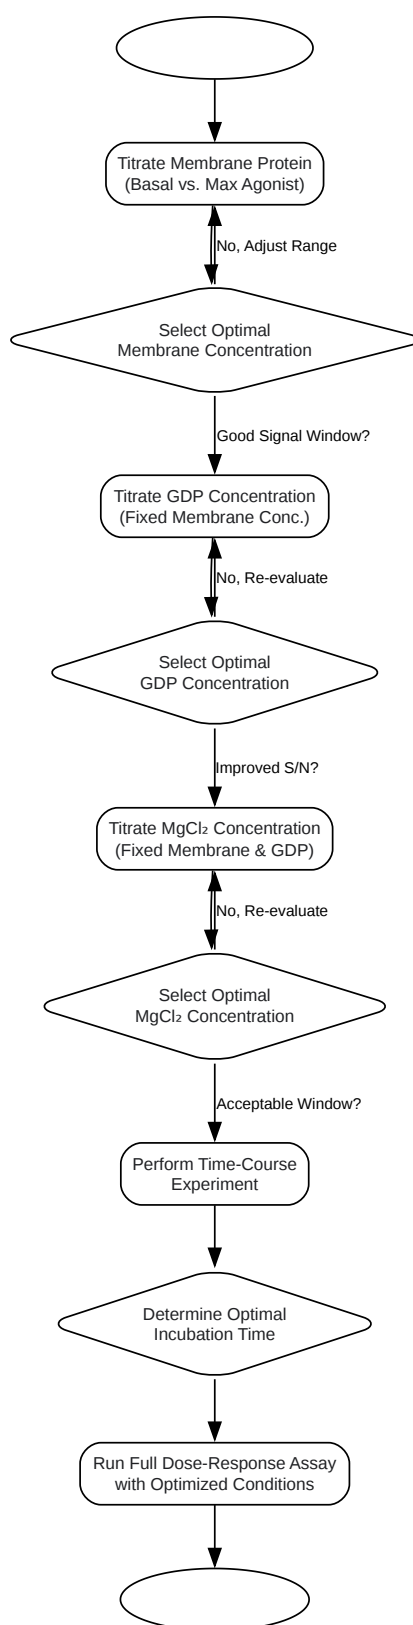 Titrate Membrane Protein
(Basal vs. Max Agonist)
No, Adjust Range
Select Optimal
Membrane Concentration
Good Signal Window?
Titrate GDP Concentration
(Fixed Membrane Conc.)
No, Re-evaluate
Select Optimal
GDP Concentration
Improved S/N?
Titrate MgCl₂ Concentration
(Fixed Membrane & GDP)
No, Re-evaluate
Select Optimal
MgCl₂ Concentration
Acceptable Window?
Perform Time-Course
Experiment
Determine Optimal
Incubation Time
Run Full Dose-Response Assay
with Optimized Conditions